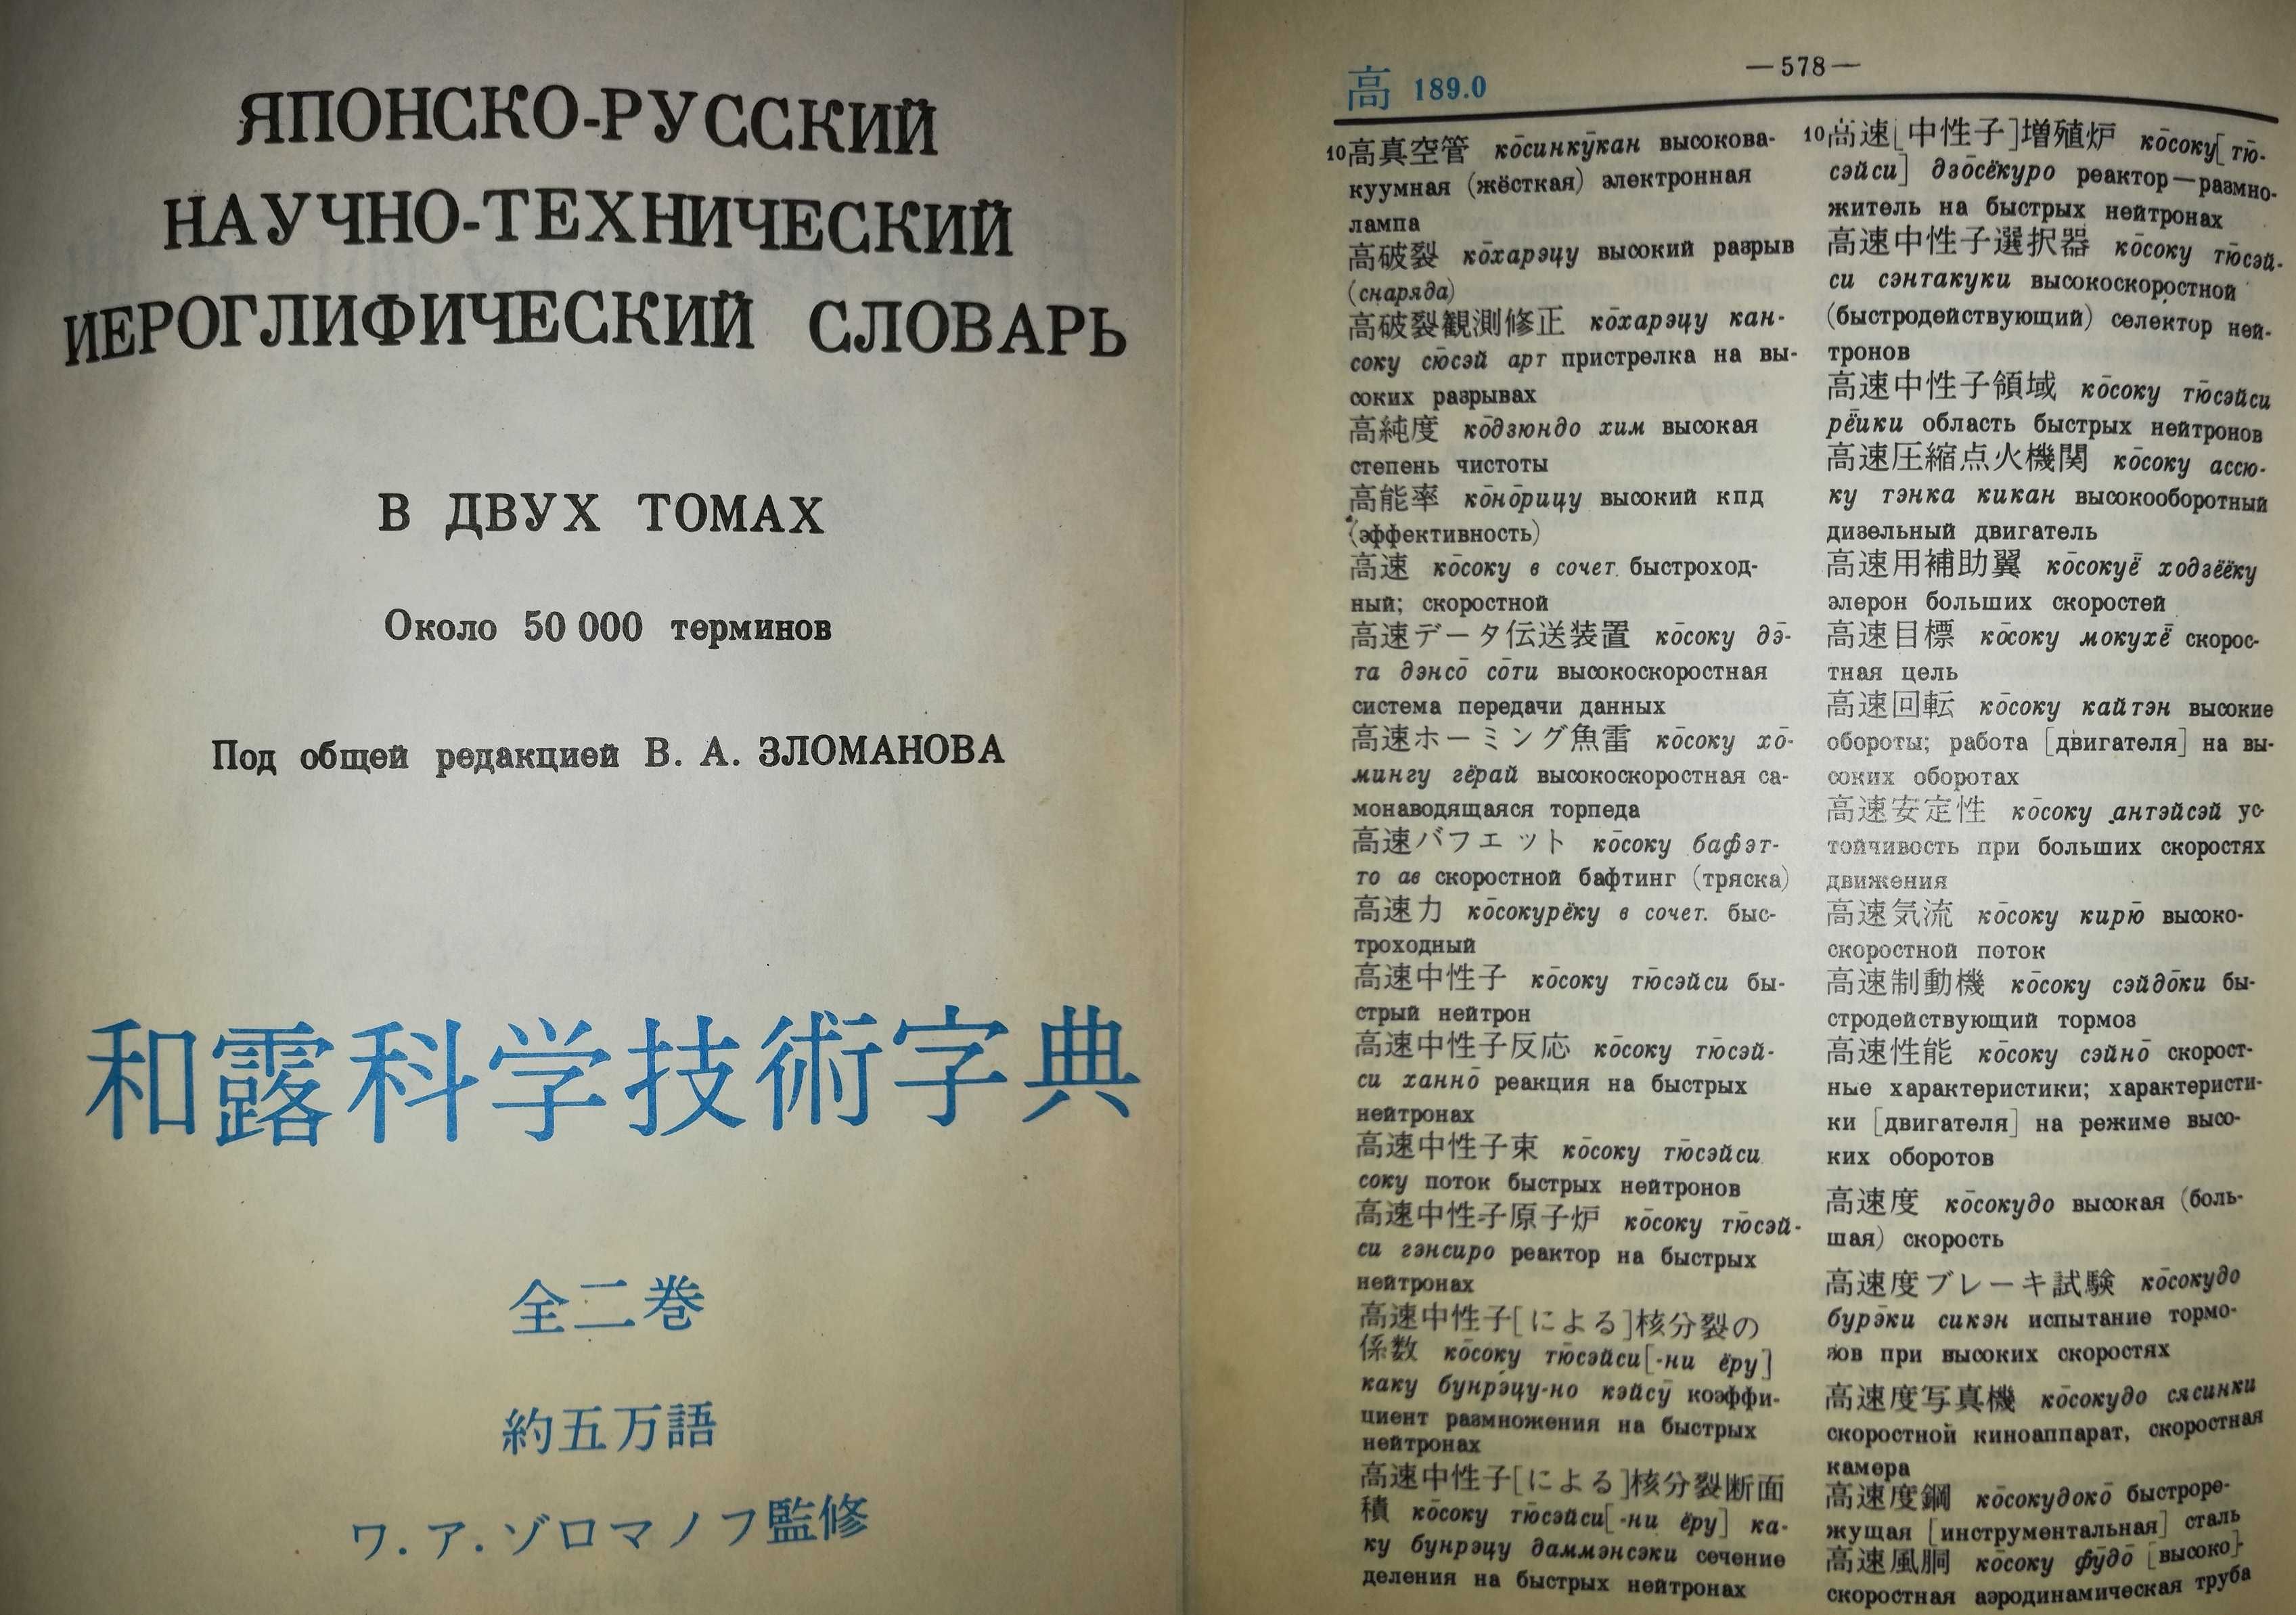 ЯПОНСКО-РУССКИЙ
НАУЧНО-ТЕХНИЧЕСКИЙ
ИЕРОГЛИФИЧЕСКИЙ СЛОВАРЬ
В ДВУХ ТОМАХ
Около 50 000 терминов
Под общей редакцией В. А. ЗЛОМАНОВА
和露科学技術字典
全二巻
約五万語
ワ.ア.ゾロマノフ監修
高 189.0
—578—
10高真空管 ко̄синкӯкан высокова-
куумная (жёсткая) электронная
лампа
高破裂 ко̄харэцу высокий разрыв
(снаряда)
高破裂観測修正 ко̄харэцу кан-
соку сю̄сэй арт пристрелка на вы-
соких разрывах
高純度 ко̄дзюндо хим высокая
степень чистоты
高能率 ко̄но̄рицу высокий кпд
(эффективность)
高速 ко̄соку в сочет. быстроход-
ный; скоростной
高速データ伝送装置 ко̄соку дэ̄-
та дэнсо̄ со̄ти высокоскоростная
система передачи данных
高速ホーミング魚雷 ко̄соку хо̄-
мингу гёрай высокоскоростная са-
монаводящаяся торпеда
高速バフェット ко̄соку бафэт-
то ав скоростной бафтинг (тряска)
高速力 ко̄сокурёку в сочет. быс-
троходный
高速中性子 ко̄соку тю̄сэйси бы-
стрый нейтрон
高速中性子反応 ко̄соку тю̄сэй-
си ханно̄ реакция на быстрых
нейтронах
高速中性子束 ко̄соку тю̄сэйси
соку поток быстрых нейтронов
高速中性子原子炉 ко̄соку тю̄сэй-
си гэнсиро реактор на быстрых
нейтронах
高速中性子[による]核分裂の
係数 ко̄соку тю̄сэйси[-ни ёру]
каку бунрэцу-но кэйсӯ коэффи-
циент размножения на быстрых
нейтронах
高速中性子[による]核分裂断面
積 ко̄соку тю̄сэйси[-ни ёру] ка-
ку бунрэцу даммэнсэки сечение
деления на быстрых нейтронах
10高速[中性子]増殖炉 ко̄соку[тю̄-
сэйси] дзо̄сёкуро реактор—размно-
житель на быстрых нейтронах
高速中性子選択器 ко̄соку тю̄сэй-
си сэнтакуки высокоскоростной
(быстродействующий) селектор ней-
тронов
高速中性子領域 ко̄соку тю̄сэйси
рё̄ики область быстрых нейтронов
高速圧縮点火機関 ко̄соку ассю-
ку тэнка кикан высокооборотный
дизельный двигатель
高速用補助翼 ко̄сокуё̄ ходзёёку
элерон больших скоростей
高速目標 ко̄соку мокухё̄ скорос-
тная цель
高速回転 ко̄соку кайтэн высокие
обороты; работа [двигателя] на вы-
соких оборотах
高速安定性 ко̄соку антэйсэй ус-
тойчивость при больших скоростях
движения
高速気流 ко̄соку кирю̄ высоко-
скоростной поток
高速制動機 ко̄соку сэйдо̄ки бы-
стродействующий тормоз
高速性能 ко̄соку сэйно̄ скорост-
ные характеристики; характеристи-
ки [двигателя] на режиме высо-
ких оборотов
高速度 ко̄сокудо высокая (боль-
шая) скорость
高速度ブレーキ試験 ко̄сокудо
бурэ̄ки сикэн испытание тормо-
зов при высоких скоростях
高速度写真機 ко̄сокудо сясинки
скоростной киноаппарат, скоростная
камера
高速度鋼 ко̄сокудоко̄ быстроре-
жущая [инструментальная] сталь
高速風胴 ко̄соку фӯдо̄ [высоко]-
скоростная аэродинамическая труба